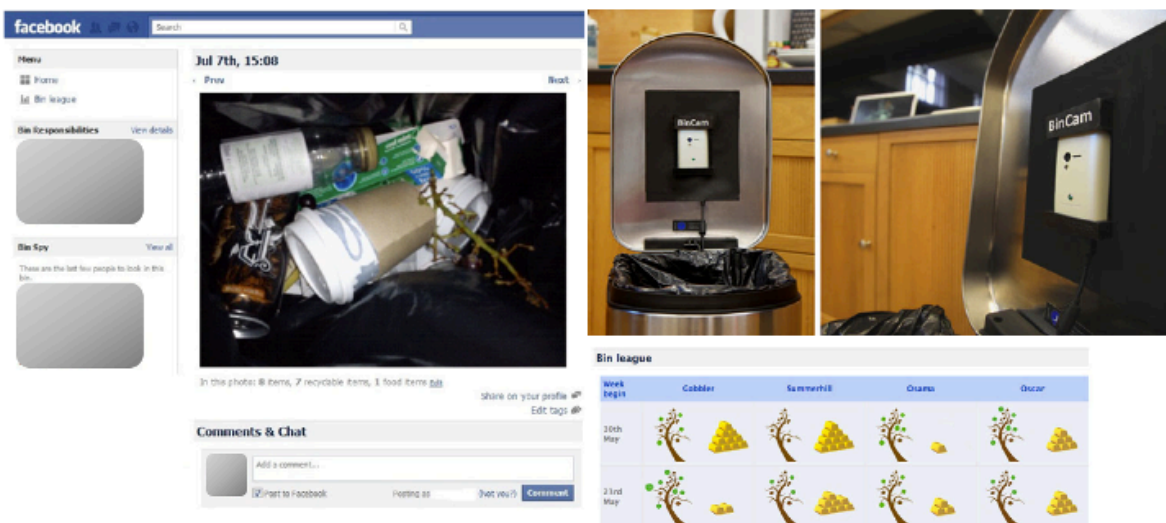 facebook
Search
Menu
Home
Bin league
Bin Responsibilities View details
Bin Spy View all
These are the last few people to look in this bin.
Jul 7th, 15:08
Prev Next
In this photo: 8 items, 7 recyclable items, 1 food items edit
Share on your profile
Edit tags
Comments & Chat
Add a comment...
Post to Facebook Posting as (Not you?) Comment
BinCam
BinCam
Bin league
Week begin Gobbler Summerhill Osama Oscar
30th May
23rd May